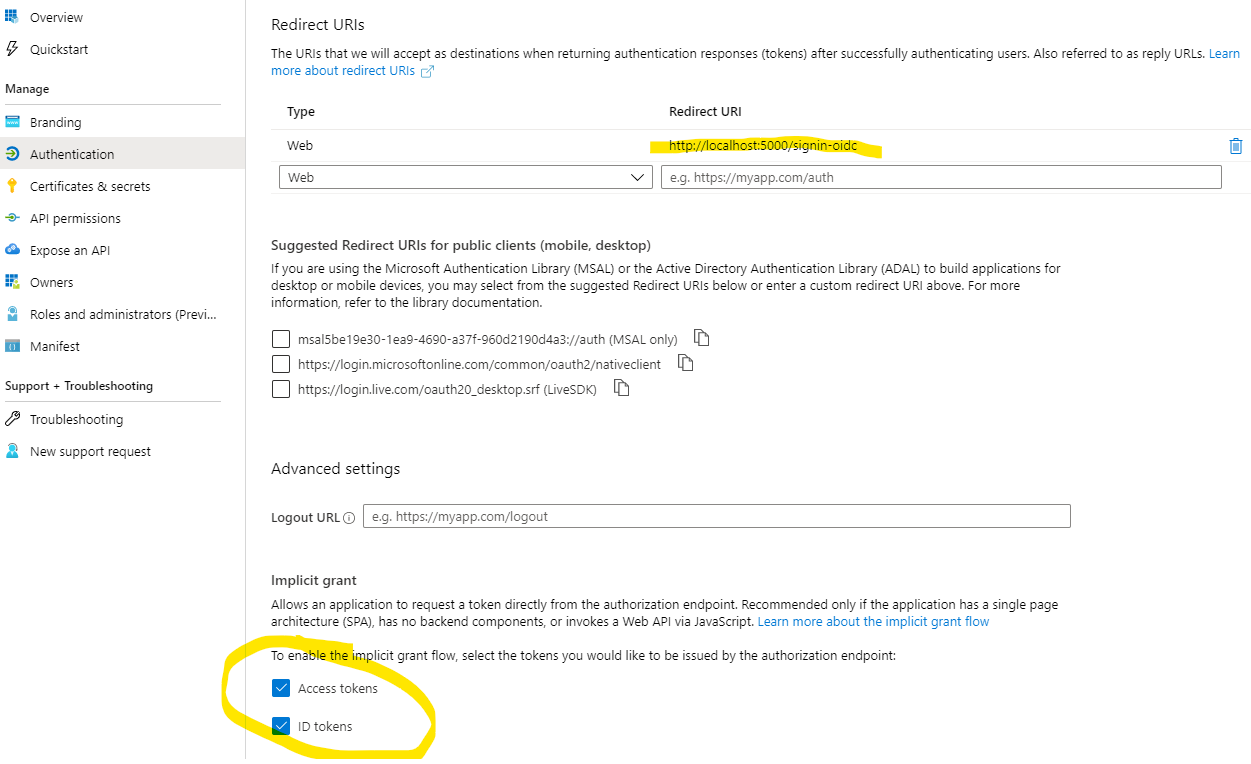 Overview
Quickstart
Manage
Branding
Authentication
Certificates & secrets
API permissions
Expose an API
Owners
Roles and administrators (Previ...
Manifest
Support + Troubleshooting
Troubleshooting
New support request
Redirect URIs
The URIs that we will accept as destinations when returning authentication responses (tokens) after successfully authenticating users. Also referred to as reply URLs. Learn
more about redirect URIs
Type Redirect URI
Web http://localhost:5000/signin-oidc
Web e.g. https://myapp.com/auth
Suggested Redirect URIs for public clients (mobile, desktop)
If you are using the Microsoft Authentication Library (MSAL) or the Active Directory Authentication Library (ADAL) to build applications for
desktop or mobile devices, you may select from the suggested Redirect URIs below or enter a custom redirect URI above. For more
information, refer to the library documentation.
msal5be19e30-1ea9-4690-a37f-960d2190d4a3://auth (MSAL only)
https://login.microsoftonline.com/common/oauth2/nativeclient
https://login.live.com/oauth20_desktop.srf (LiveSDK)
Advanced settings
Logout URL e.g. https://myapp.com/logout
Implicit grant
Allows an application to request a token directly from the authorization endpoint. Recommended only if the application has a single page
architecture (SPA), has no backend components, or invokes a Web API via JavaScript. Learn more about the implicit grant flow
To enable the implicit grant flow, select the tokens you would like to be issued by the authorization endpoint:
Access tokens
ID tokens